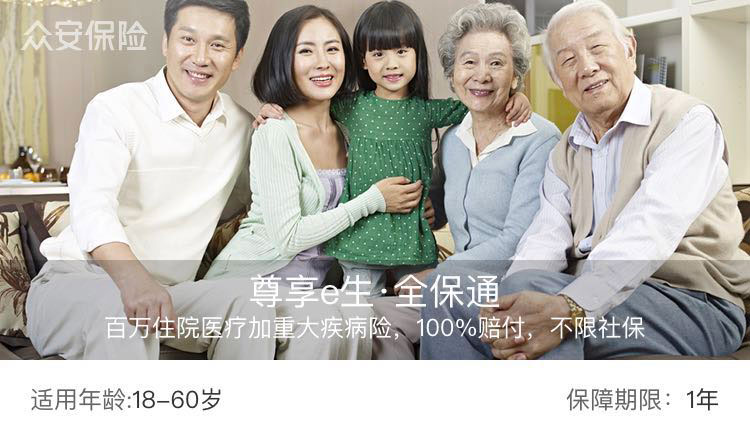 众安保险
尊享e生·全保通
百万住院医疗加重大疾病险，100%赔付，不限社保
适用年龄:18-60岁
保障期限：1年